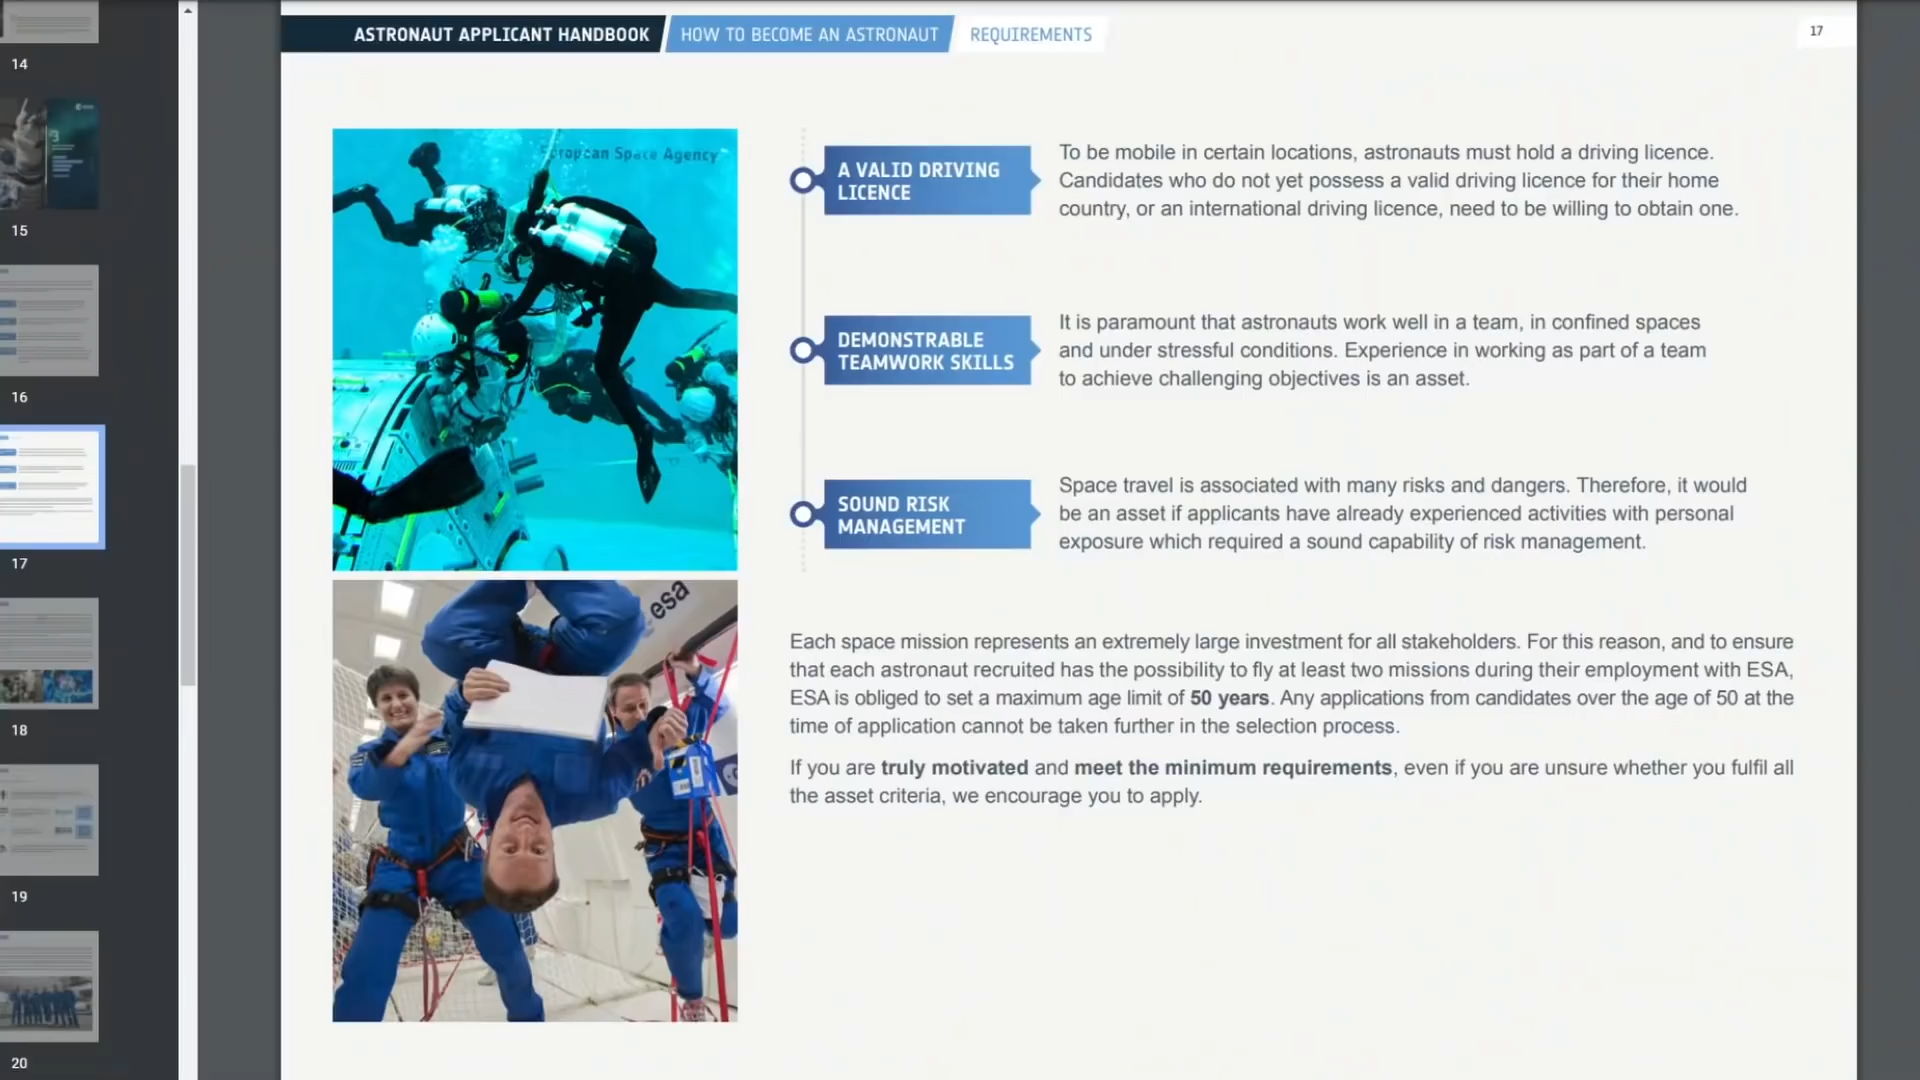 ASTRONAUT APPLICANT HANDBOOK
HOW TO BECOME AN ASTRONAUT
REQUIREMENTS
17
14
15
16
17
18
19
20
European Space Agency
esa
A VALID DRIVING
LICENCE
To be mobile in certain locations, astronauts must hold a driving licence.
Candidates who do not yet possess a valid driving licence for their home
country, or an international driving licence, need to be willing to obtain one.
DEMONSTRABLE
TEAMWORK SKILLS
It is paramount that astronauts work well in a team, in confined spaces
and under stressful conditions. Experience in working as part of a team
to achieve challenging objectives is an asset.
SOUND RISK
MANAGEMENT
Space travel is associated with many risks and dangers. Therefore, it would
be an asset if applicants have already experienced activities with personal
exposure which required a sound capability of risk management.
Each space mission represents an extremely large investment for all stakeholders. For this reason, and to ensure
that each astronaut recruited has the possibility to fly at least two missions during their employment with ESA,
ESA is obliged to set a maximum age limit of 50 years. Any applications from candidates over the age of 50 at the
time of application cannot be taken further in the selection process.
If you are truly motivated and meet the minimum requirements, even if you are unsure whether you fulfil all
the asset criteria, we encourage you to apply.